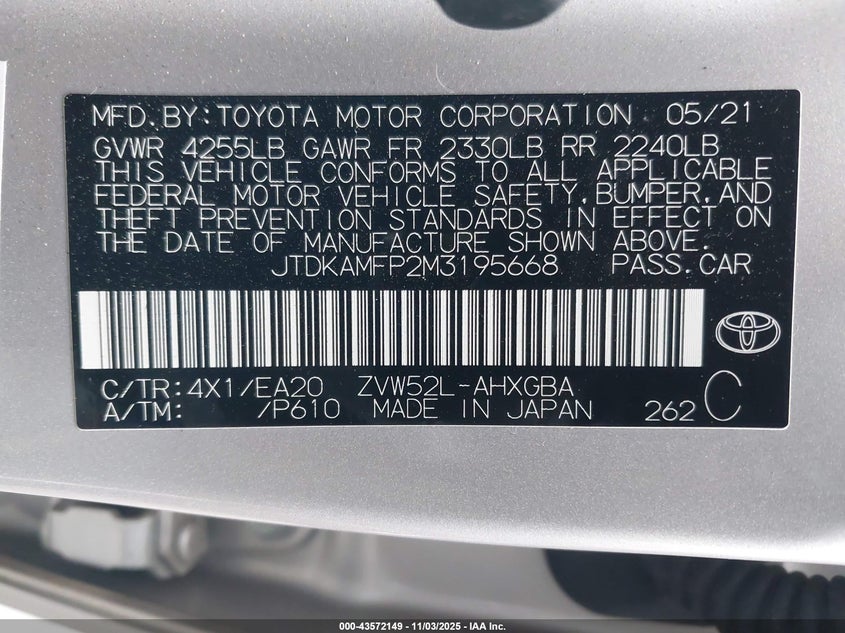 MFD.BY:TOYOTA MOTOR CORPORATION 05/21
GVWR 4255LB GAWR FR 2330LB RR 2240LB
THIS VEHICLE CONFORMS TO ALL APPLICABLE
FEDERAL MOTOR VEHICLE SAFETY,BUMPER,AND
THEFT PREVENTION STANDARDS IN EFFECT ON
THE DATE OF MANUFACTURE SHOWN ABOVE.
JTDKAMFP2M3195668 PASS.CAR
C/TR:4X1/EA20 ZVW52L-AHXGBA
A/TM: /P610 MADE IN JAPAN 262 C
000-43572149 - 11/03/2025 - IAA Inc.